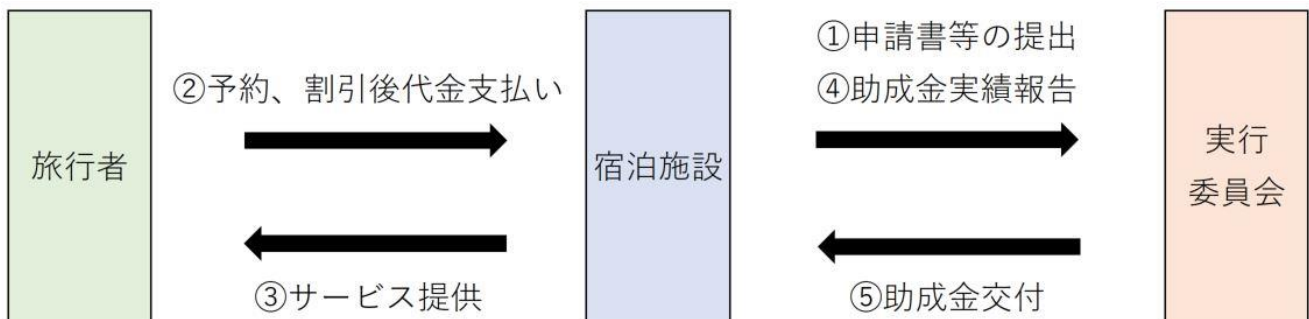 ①申請書等の提出
②予約、割引後代金支払い
④助成金実績報告
旅行者
宿泊施設
実行
委員会
③サービス提供
⑤助成金交付